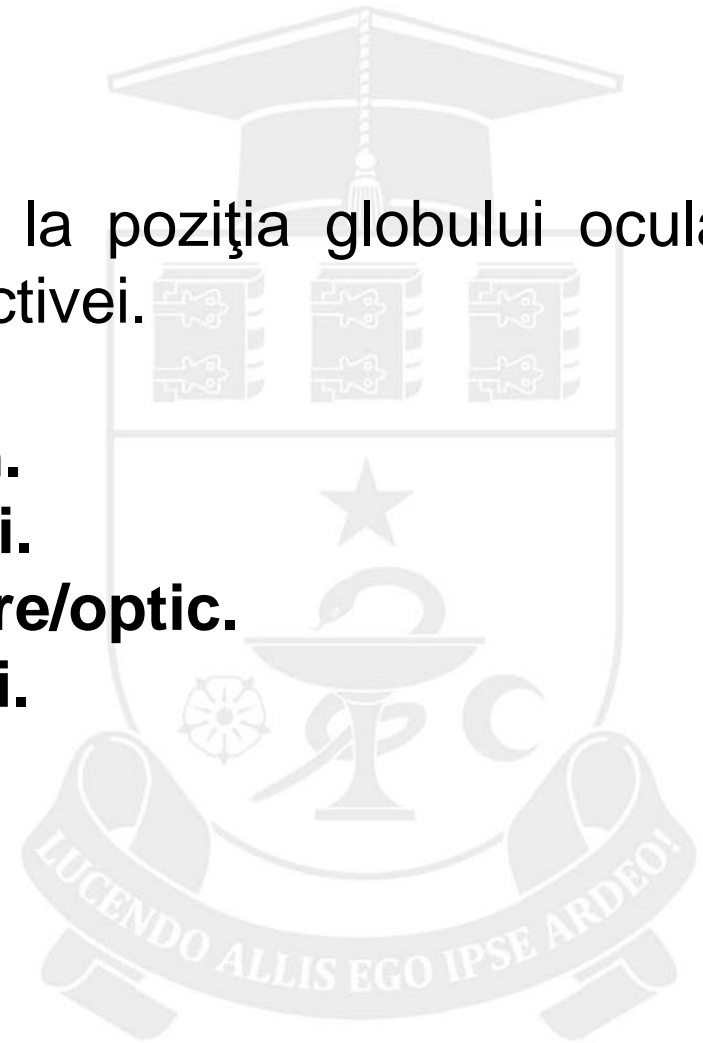 la poziţia globului ocula
ctivei.
.
i.
re/optic.
i.
LUCENDO ALLIS EGO IPSE ARDEO!